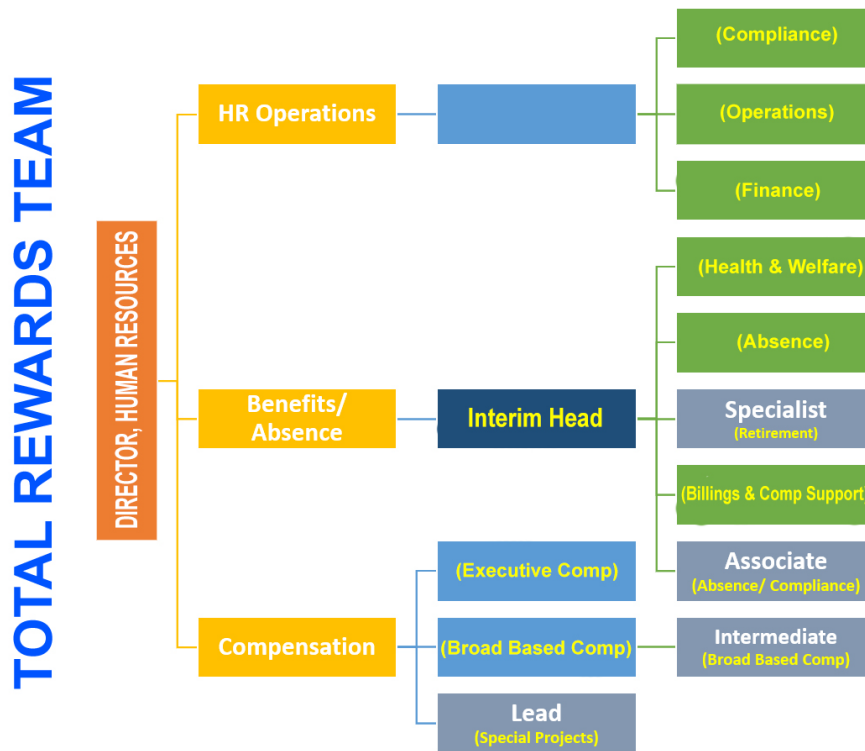 TOTAL REWARDS TEAM
DIRECTOR, HUMAN RESOURCES
HR Operations
(Compliance)
(Operations)
(Finance)
Benefits/
Absence
Interim Head
(Health & Welfare)
(Absence)
Specialist
(Retirement)
(Billings & Comp Support)
Associate
(Absence/ Compliance)
Compensation
(Executive Comp)
(Broad Based Comp)
Intermediate
(Broad Based Comp)
Lead
(Special Projects)